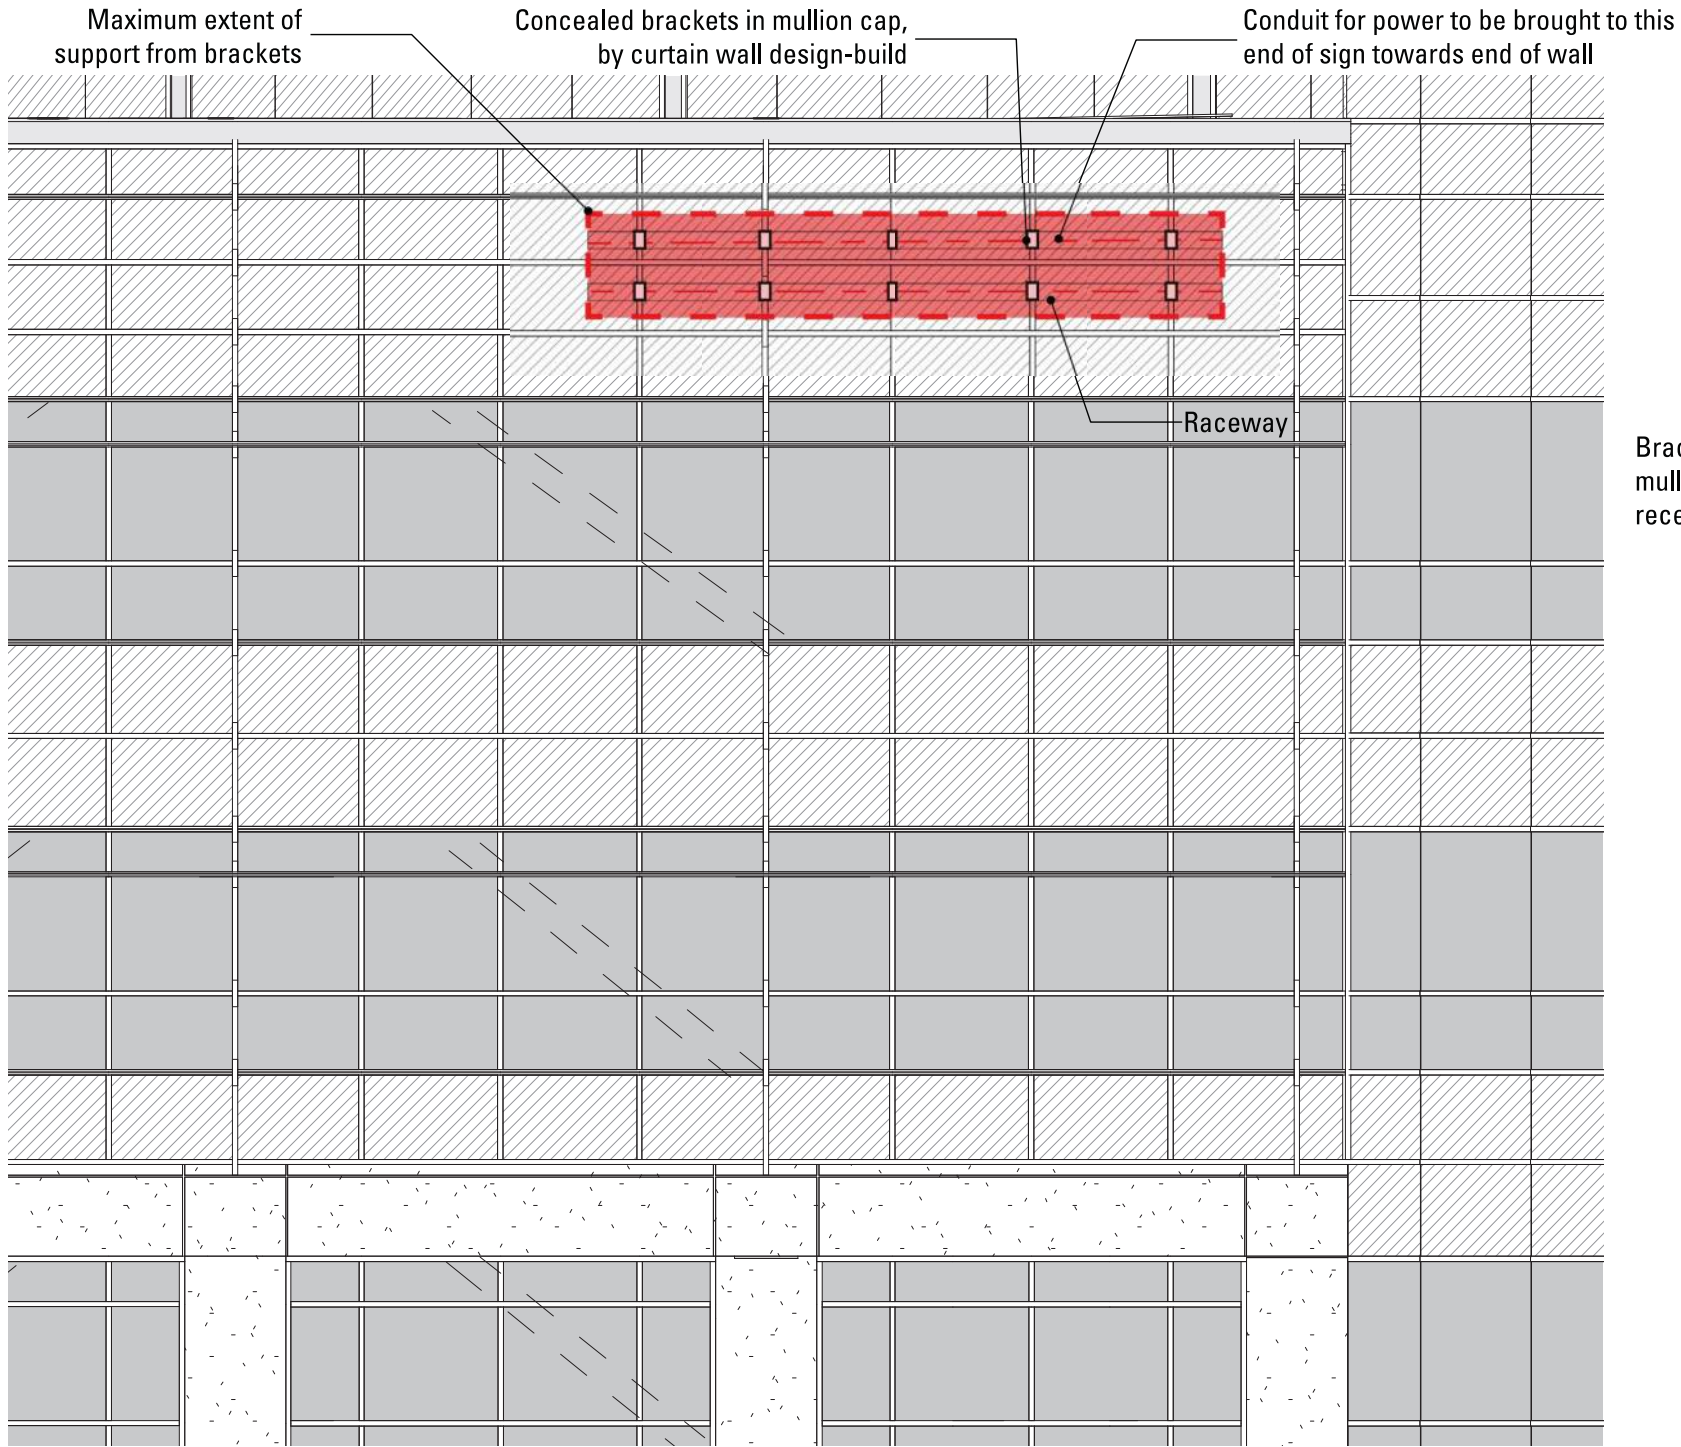 Maximum extent of
support from brackets
Concealed brackets in mullion cap,
by curtain wall design-build
Conduit for power to be brought to this
end of sign towards end of wall
Raceway